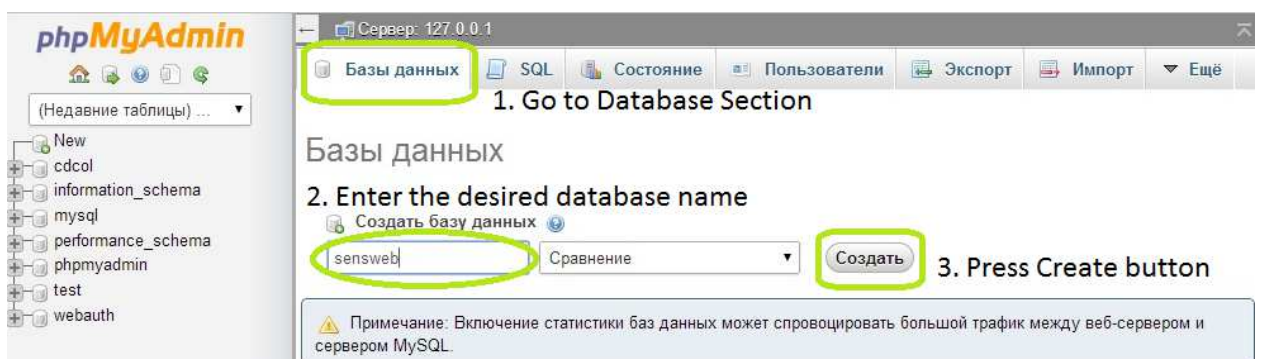 phpMyAdmin
(Недавние таблицы) ...
New
cdcol
information_schema
mysql
performance_schema
phpmyadmin
test
webauth
Сервер: 127.0.0.1
Базы данных SQL Состояние Пользователи Экспорт Импорт Ещё
1. Go to Database Section
Базы данных
2. Enter the desired database name
Создать базу данных
sensweb Сравнение Создать
3. Press Create button
Примечание: Включение статистики баз данных может спровоцировать большой трафик между веб-сервером и
сервером MySQL.